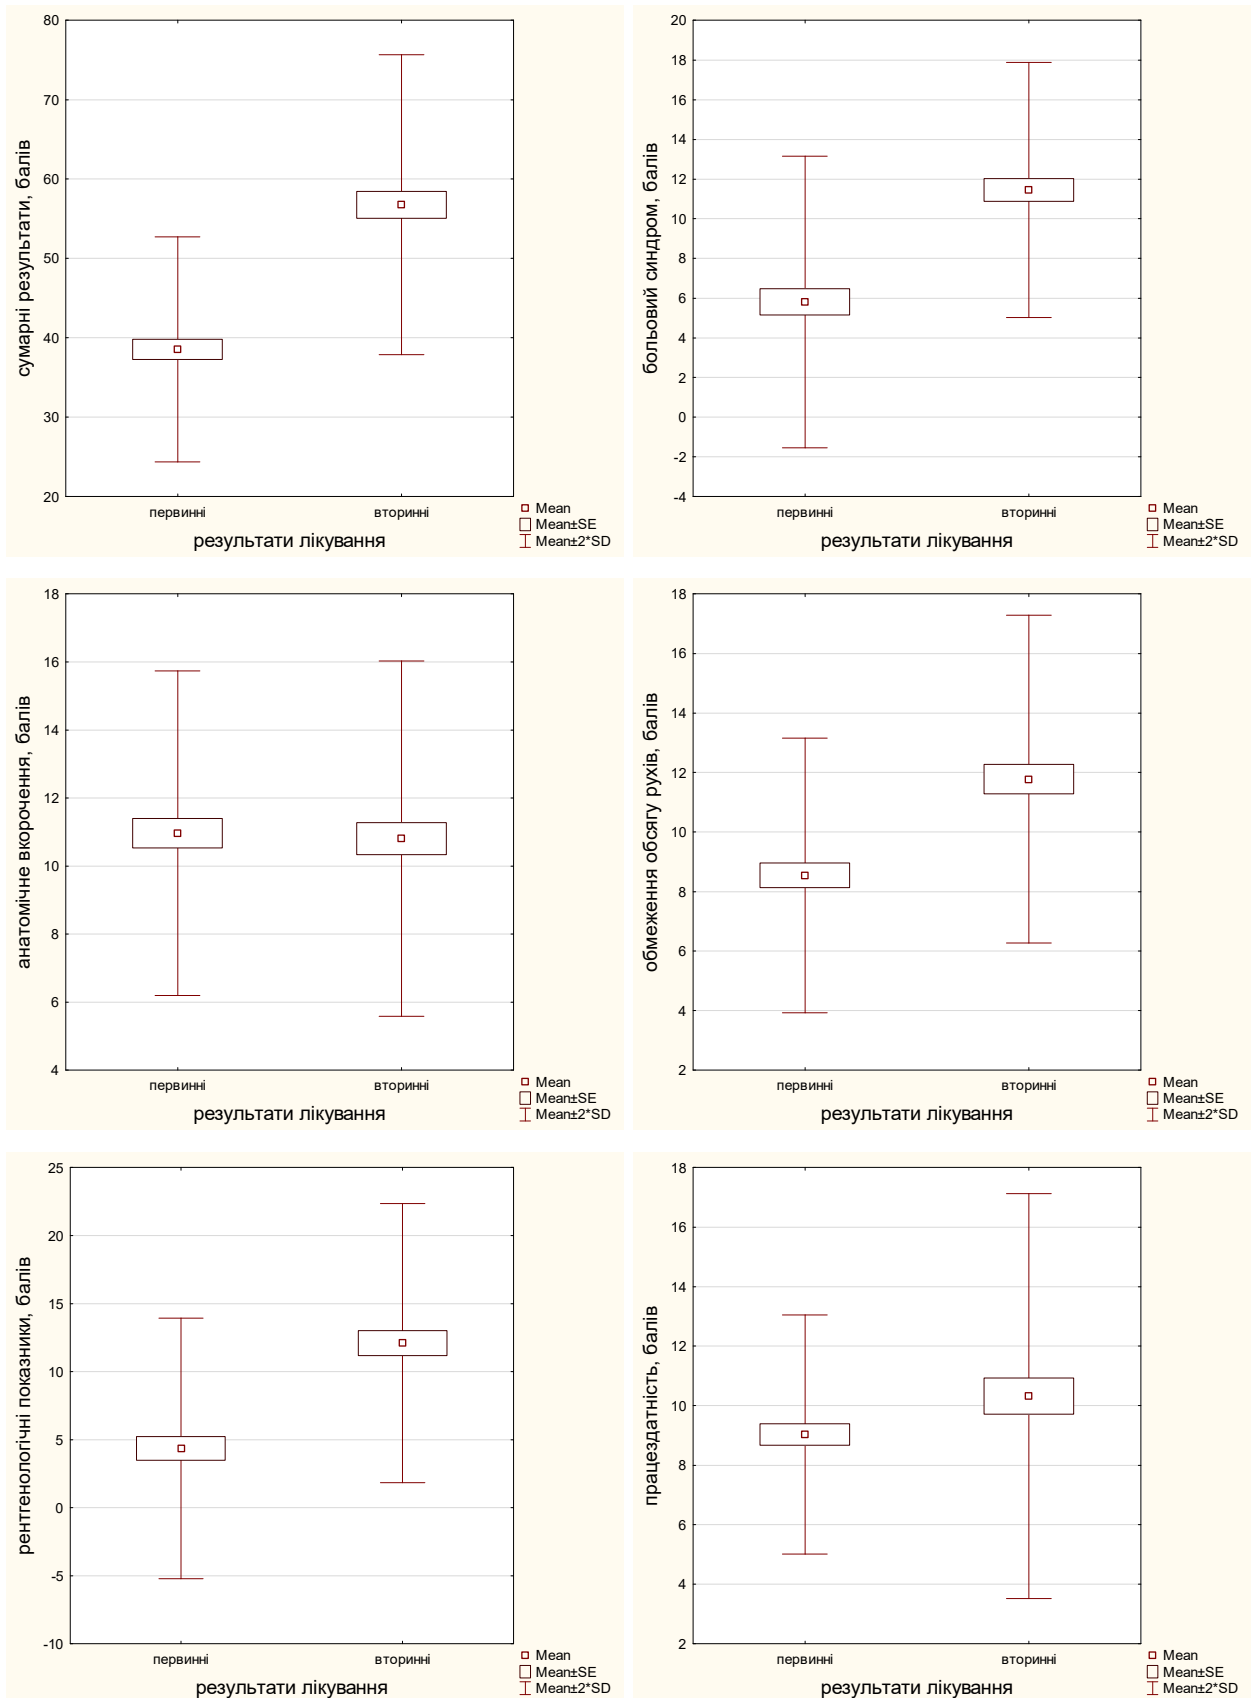 сумарні результати, балів
80
70
60
50
40
30
20
первинні
вторинні
результати лікування
Mean
Mean±SE
Mean±2*SD
больовий синдром, балів
20
18
16
14
12
10
8
6
4
2
0
-2
-4
первинні
вторинні
результати лікування
Mean
Mean±SE
Mean±2*SD
анатомічне вкорочення, балів
18
16
14
12
10
8
6
4
первинні
вторинні
результати лікування
Mean
Mean±SE
Mean±2*SD
обмеження обсягу рухів, балів
18
16
14
12
10
8
6
4
2
первинні
вторинні
результати лікування
Mean
Mean±SE
Mean±2*SD
рентгенологічні показники, балів
25
20
15
10
5
0
-5
-10
первинні
вторинні
результати лікування
Mean
Mean±SE
Mean±2*SD
працездатність, балів
18
16
14
12
10
8
6
4
2
первинні
вторинні
результати лікування
Mean
Mean±SE
Mean±2*SD